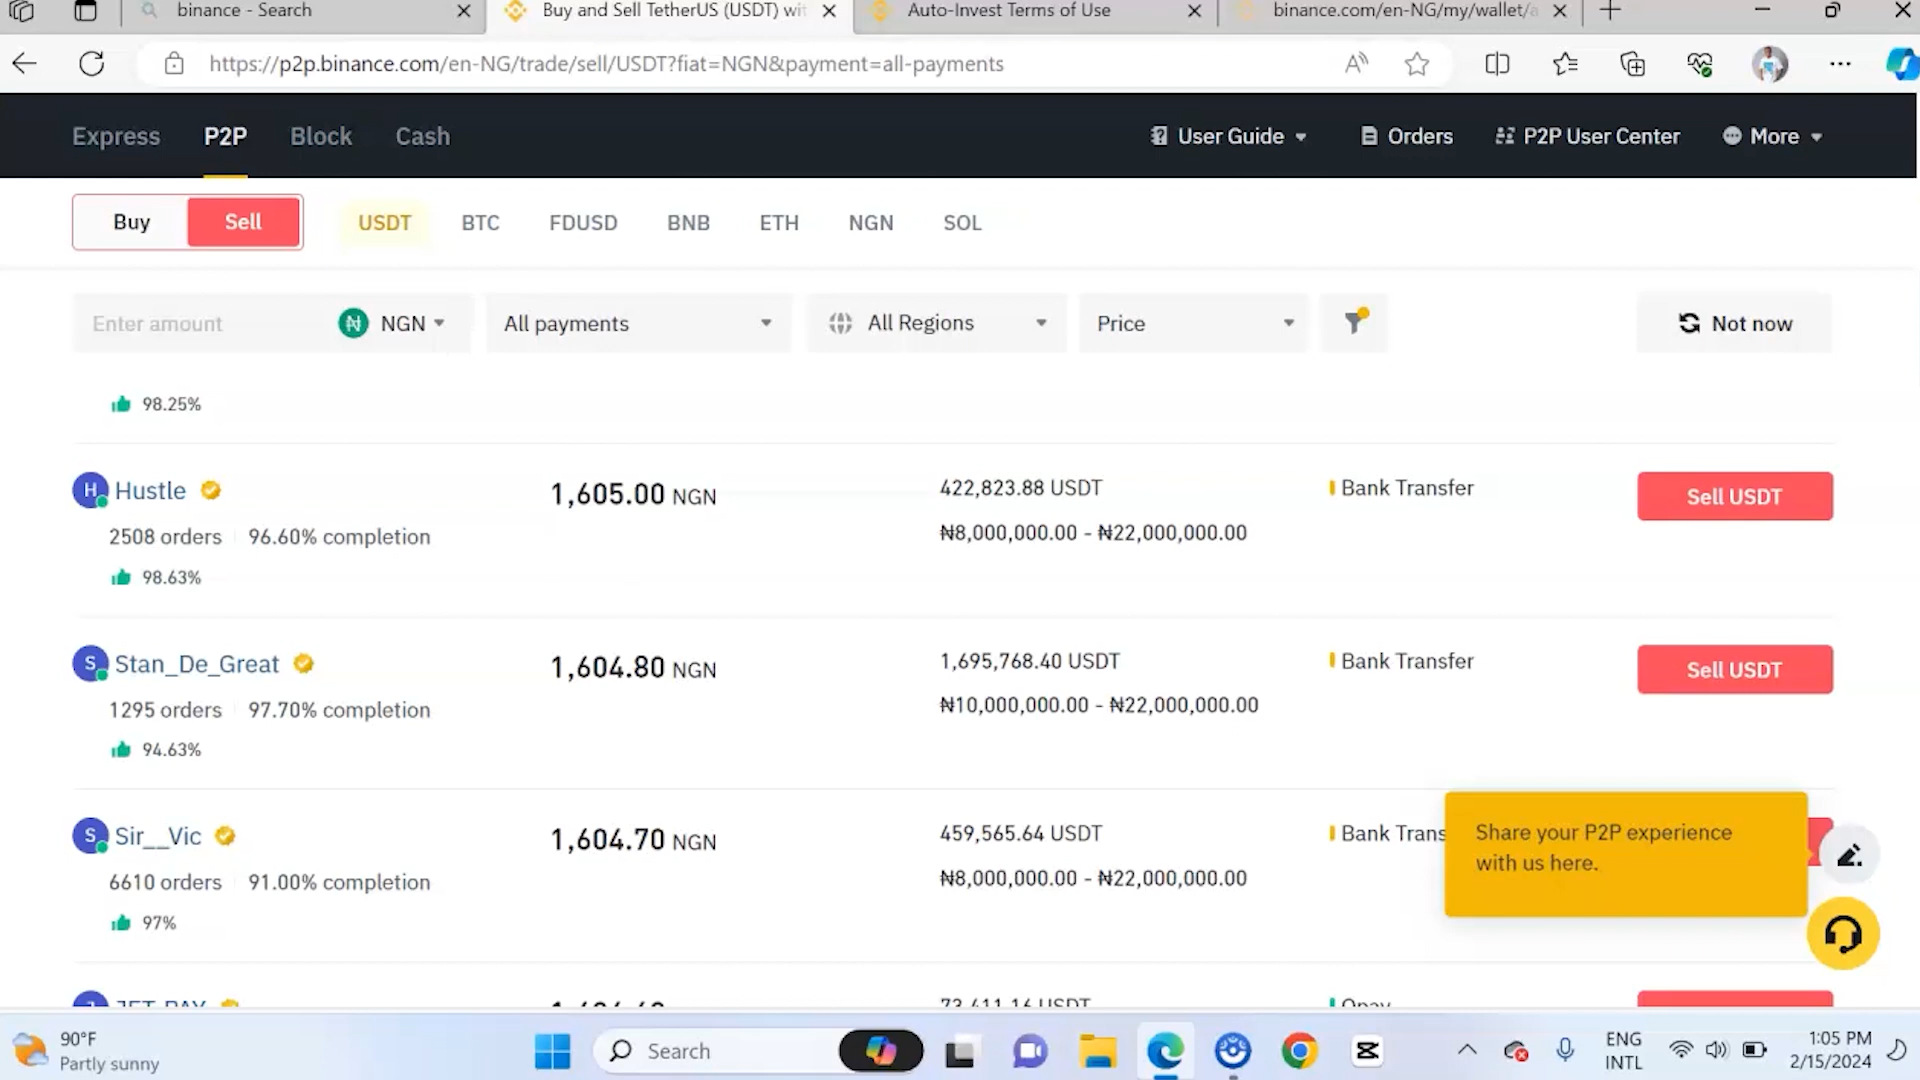 binance - Search
Buy and Sell TetherUS (USDT) wit
Auto-Invest Terms of Use
binance.com/en-NG/my/wallet/a
https://p2p.binance.com/en-NG/trade/sell/USDT?fiat=NGN&payment=all-payments
Express P2P Block Cash User Guide Orders P2P User Center More
Buy Sell USDT BTC FDUSD BNB ETH NGN SOL
Enter amount NGN All payments All Regions Price Not now
98.25%
H Hustle 1,605.00 NGN 422,823.88 USDT Bank Transfer Sell USDT
₦8,000,000.00 - ₦22,000,000.00
2508 orders 96.60% completion
98.63%
S Stan_De_Great 1,604.80 NGN 1,695,768.40 USDT Bank Transfer Sell USDT
₦10,000,000.00 - ₦22,000,000.00
1295 orders 97.70% completion
94.63%
S Sir__Vic 1,604.70 NGN 459,565.64 USDT Bank Trans
₦8,000,000.00 - ₦22,000,000.00
6610 orders 91.00% completion
97%
Share your P2P experience
with us here.
JET PAY 73,411.16 USDT Opay
90°F
Partly sunny
Search
ENG
INTL
1:05 PM
2/15/2024